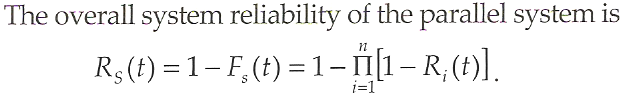 The overall system reliability of the parallel system is
R_S(t) = 1 − F_s(t) = 1 − ∏_{i=1}^{n}[1 − R_i(t)].